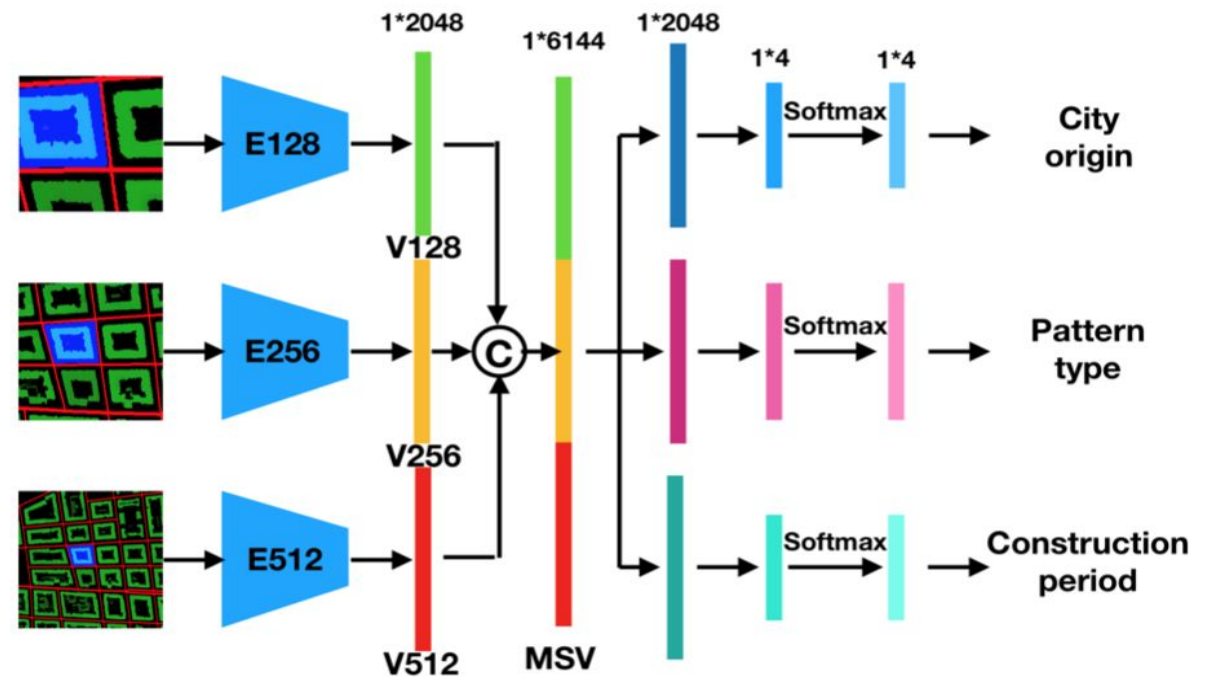 1*2048
1*6144
1*2048
1*4
1*4
E128
V128
Softmax
City
origin
E256
V256
C
Softmax
Pattern
type
E512
V512
MSV
Softmax
Construction
period